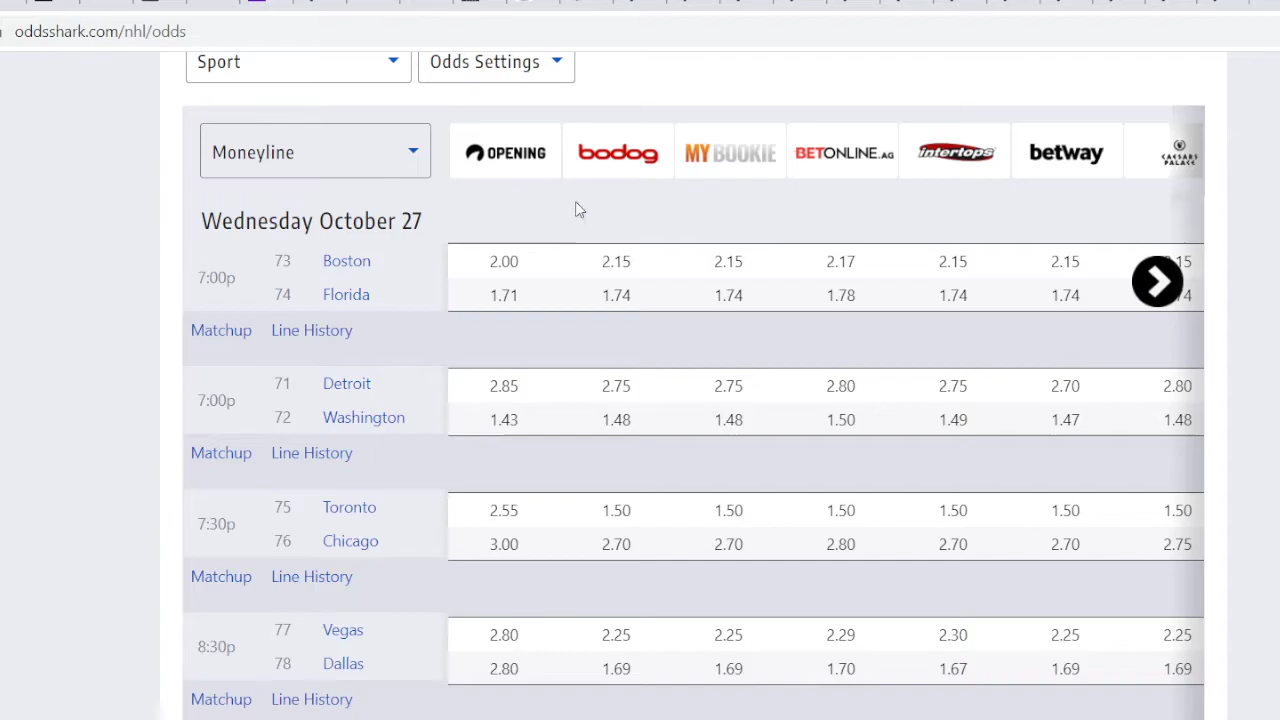 oddsshark.com/nhl/odds
Sport Odds Settings
Moneyline OPENING bodog MYBOOKIE BETONLINE.AG intertops betway CAESARS PALACE
Wednesday October 27
7:00p 73 Boston 2.00 2.15 2.15 2.17 2.15 2.15
74 Florida 1.71 1.74 1.74 1.78 1.74 1.74
Matchup Line History
7:00p 71 Detroit 2.85 2.75 2.75 2.80 2.75 2.70 2.80
72 Washington 1.43 1.48 1.48 1.50 1.49 1.47 1.48
Matchup Line History
7:30p 75 Toronto 2.55 1.50 1.50 1.50 1.50 1.50 1.50
76 Chicago 3.00 2.70 2.70 2.80 2.70 2.70 2.75
Matchup Line History
8:30p 77 Vegas 2.80 2.25 2.25 2.29 2.30 2.25 2.25
78 Dallas 2.80 1.69 1.69 1.70 1.67 1.69 1.69
Matchup Line History